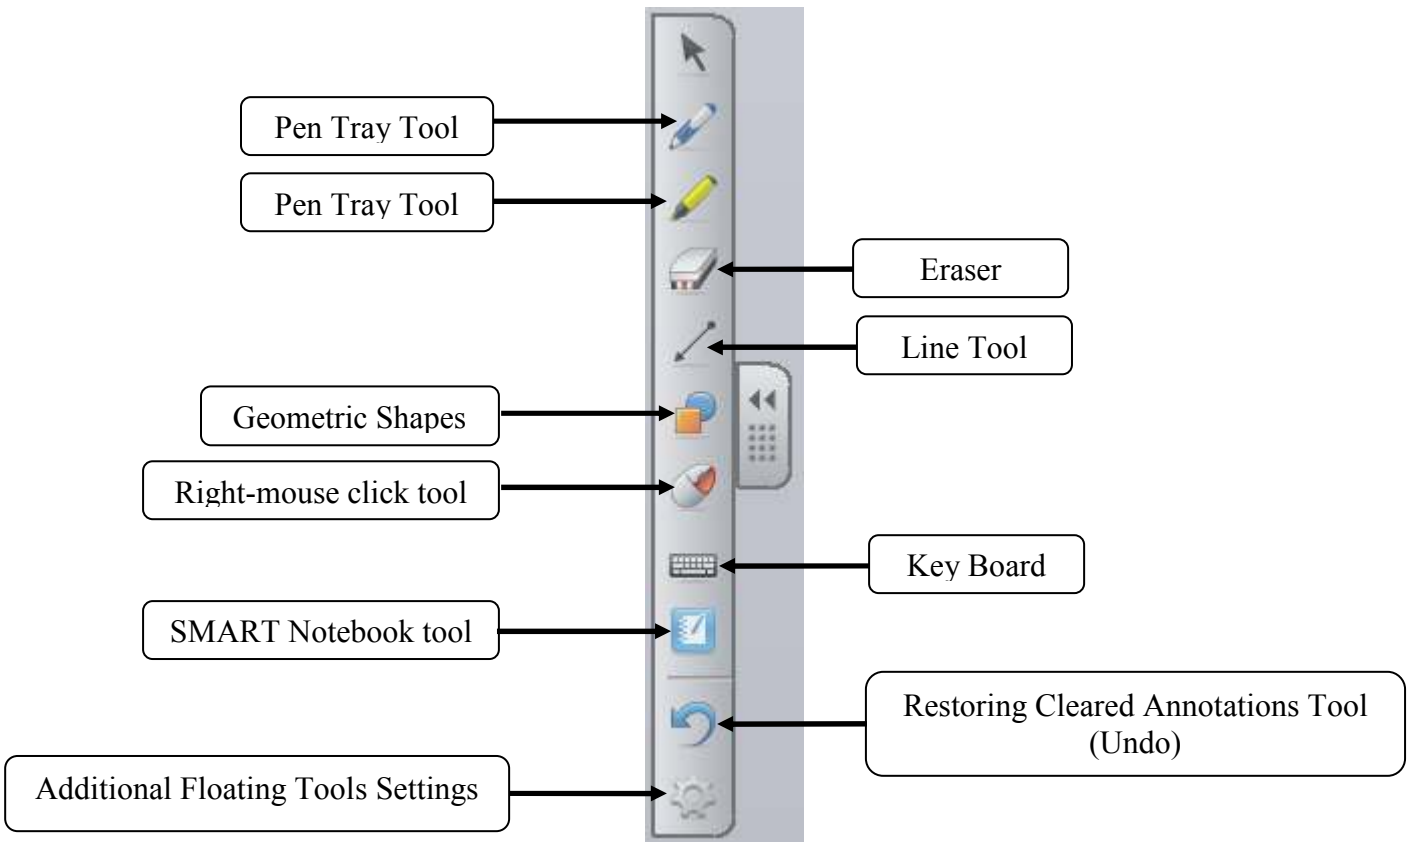 Pen Tray Tool
Pen Tray Tool
Eraser
Line Tool
Geometric Shapes
Right-mouse click tool
Key Board
SMART Notebook tool
Restoring Cleared Annotations Tool
(Undo)
Additional Floating Tools Settings